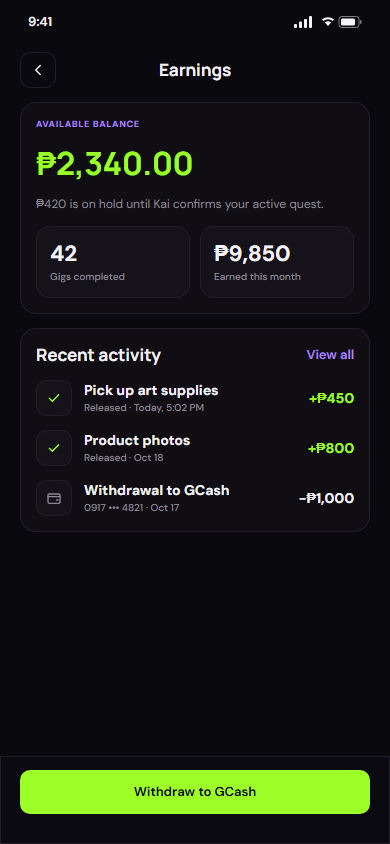 9:41
Earnings
AVAILABLE BALANCE
₱2,340.00
₱420 is on hold until Kai confirms your active quest.
42
Gigs completed
₱9,850
Earned this month
Recent activity
View all
Pick up art supplies
Released · Today, 5:02 PM
+₱450
Product photos
Released · Oct 18
+₱800
Withdrawal to GCash
0917 ••• 4821 · Oct 17
−₱1,000
Withdraw to GCash